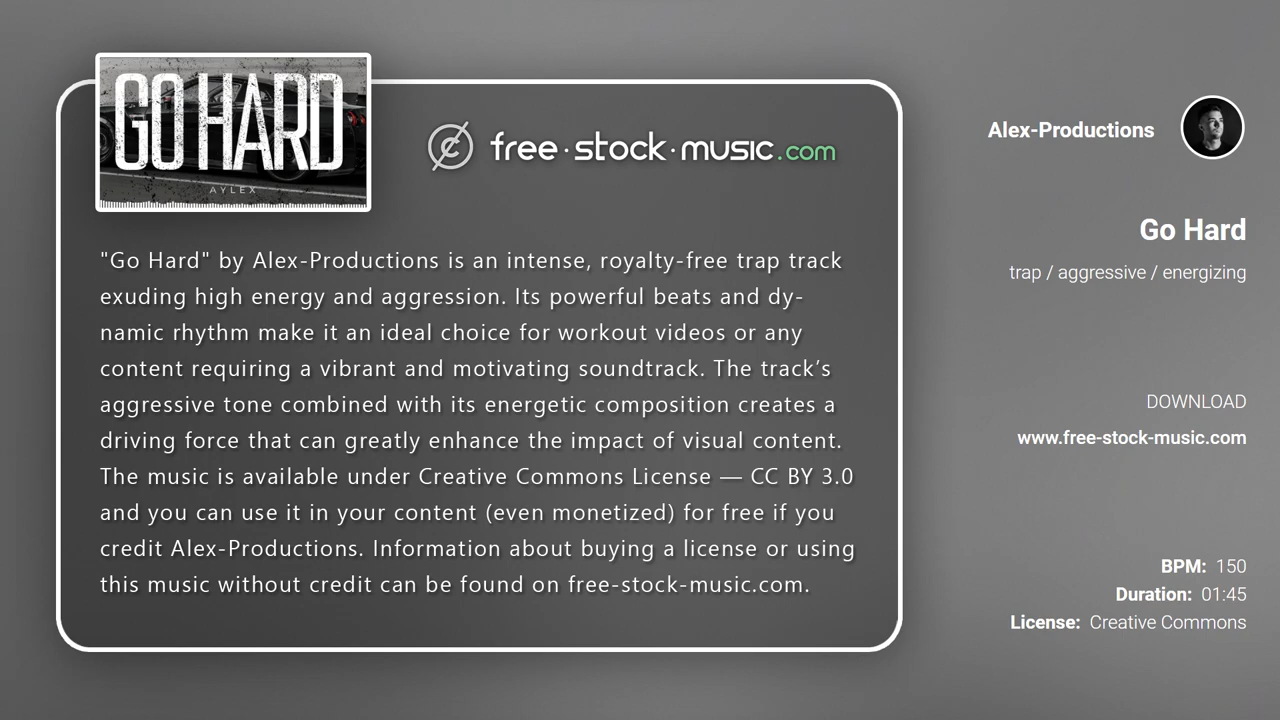 GO HARD
AYLEX
free·stock·music.com
"Go Hard" by Alex-Productions is an intense, royalty-free trap track
exuding high energy and aggression. Its powerful beats and dy-
namic rhythm make it an ideal choice for workout videos or any
content requiring a vibrant and motivating soundtrack. The track’s
aggressive tone combined with its energetic composition creates a
driving force that can greatly enhance the impact of visual content.
The music is available under Creative Commons License — CC BY 3.0
and you can use it in your content (even monetized) for free if you
credit Alex-Productions. Information about buying a license or using
this music without credit can be found on free-stock-music.com.
Alex-Productions
Go Hard
trap / aggressive / energizing
DOWNLOAD
www.free-stock-music.com
BPM: 150
Duration: 01:45
License: Creative Commons